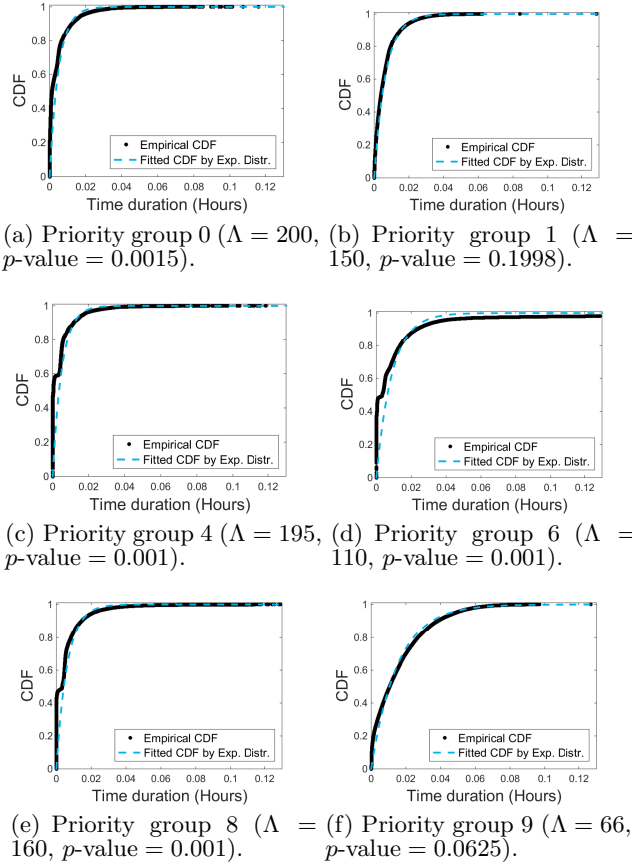 1
0.8
0.6
0.4
0.2
0
CDF
Empirical CDF
Fitted CDF by Exp. Distr.
0 0.02 0.04 0.06 0.08 0.1 0.12
Time duration (Hours)
(a) Priority group 0 (Λ = 200,
p-value = 0.0015).
1
0.8
0.6
0.4
0.2
0
CDF
Empirical CDF
Fitted CDF by Exp. Distr.
0 0.02 0.04 0.06 0.08 0.1 0.12
Time duration (Hours)
(b) Priority group 1 (Λ =
150, p-value = 0.1998).
1
0.8
0.6
0.4
0.2
0
CDF
Empirical CDF
Fitted CDF by Exp. Distr.
0 0.02 0.04 0.06 0.08 0.1 0.12
Time duration (Hours)
(c) Priority group 4 (Λ = 195,
p-value = 0.001).
1
0.8
0.6
0.4
0.2
0
CDF
Empirical CDF
Fitted CDF by Exp. Distr.
0 0.02 0.04 0.06 0.08 0.1 0.12
Time duration (Hours)
(d) Priority group 6 (Λ =
110, p-value = 0.001).
1
0.8
0.6
0.4
0.2
0
CDF
Empirical CDF
Fitted CDF by Exp. Distr.
0 0.02 0.04 0.06 0.08 0.1 0.12
Time duration (Hours)
(e) Priority group 8 (Λ =
160, p-value = 0.001).
1
0.8
0.6
0.4
0.2
0
CDF
Empirical CDF
Fitted CDF by Exp. Distr.
0 0.02 0.04 0.06 0.08 0.1 0.12
Time duration (Hours)
(f) Priority group 9 (Λ = 66,
p-value = 0.0625).